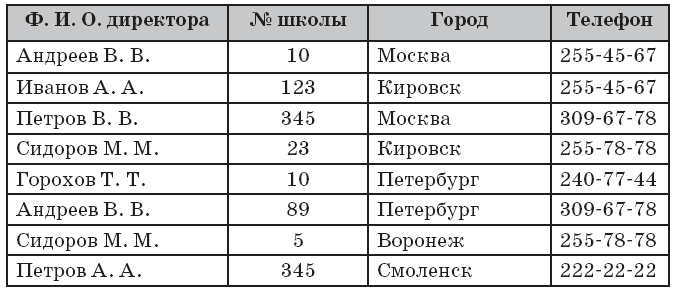 Ф. И. О. директора № школы Город Телефон
Андреев В. В. 10 Москва 255-45-67
Иванов А. А. 123 Кировск 255-45-67
Петров В. В. 345 Москва 309-67-78
Сидоров М. М. 23 Кировск 255-78-78
Горохов Т. Т. 10 Петербург 240-77-44
Андреев В. В. 89 Петербург 309-67-78
Сидоров М. М. 5 Воронеж 255-78-78
Петров А. А. 345 Смоленск 222-22-22